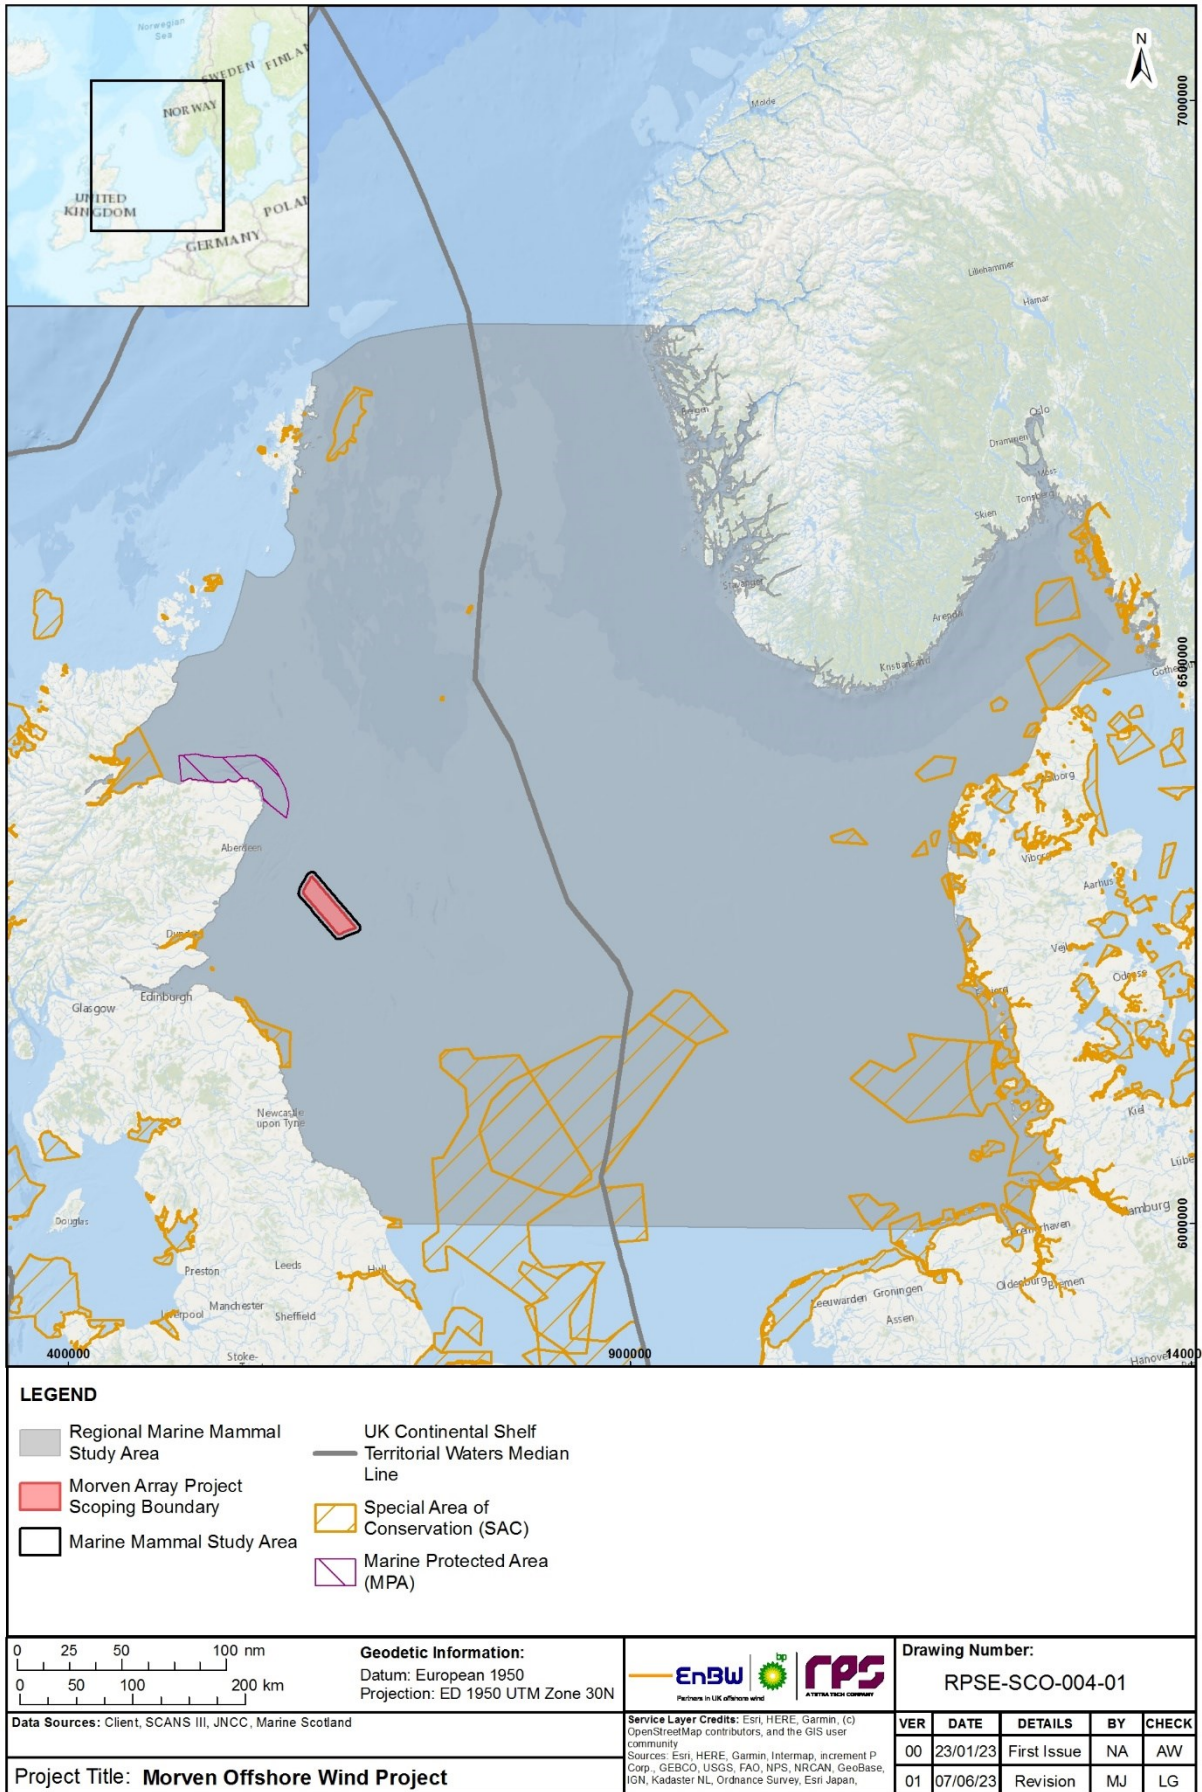 Norwegian
Sea
SWEDEN
FINLA
NORWAY
UNITED
KINGDOM
POLA
GERMANY
N
7000000
Molde
Lillehammer
Hamar
Bergen
Oslo
Drammen
Moss
Tonsberg
Skien
Stavanger
Arendal
Kristiansand
6500000
Gothe
Aalborg
Viborg
Aarhus
Aberdeen
Vejl
Odense
Dundee
Esbjerg
Edinburgh
Glasgow
Newcastle
upon Tyne
Kiel
Lübe
Douglas
Hamburg
6000000
Bremerhaven
Preston
Leeds
Hull
Leeuwarden
Groningen
Oldenburg
Bremen
Liverpool
Manchester
Sheffield
Assen
400000
Stoke-
900000
Hanove
14000
LEGEND
Regional Marine Mammal
Study Area
Morven Array Project
Scoping Boundary
Marine Mammal Study Area
UK Continental Shelf
Territorial Waters Median
Line
Special Area of
Conservation (SAC)
Marine Protected Area
(MPA)
0 25 50 100 nm
0 50 100 200 km
Geodetic Information:
Datum: European 1950
Projection: ED 1950 UTM Zone 30N
EnBW bp RPS
Partners in UK offshore wind
A TETRA TECH COMPANY
Drawing Number:
RPSE-SCO-004-01
Data Sources: Client, SCANS III, JNCC, Marine Scotland
Service Layer Credits: Esri, HERE, Garmin, (c)
OpenStreetMap contributors, and the GIS user
community
Sources: Esri, HERE, Garmin, Intermap, increment P
Corp., GEBCO, USGS, FAO, NPS, NRCAN, GeoBase,
IGN, Kadaster NL, Ordnance Survey, Esri Japan,
VER DATE DETAILS BY CHECK
00 23/01/23 First Issue NA AW
01 07/06/23 Revision MJ LG
Project Title: Morven Offshore Wind Project